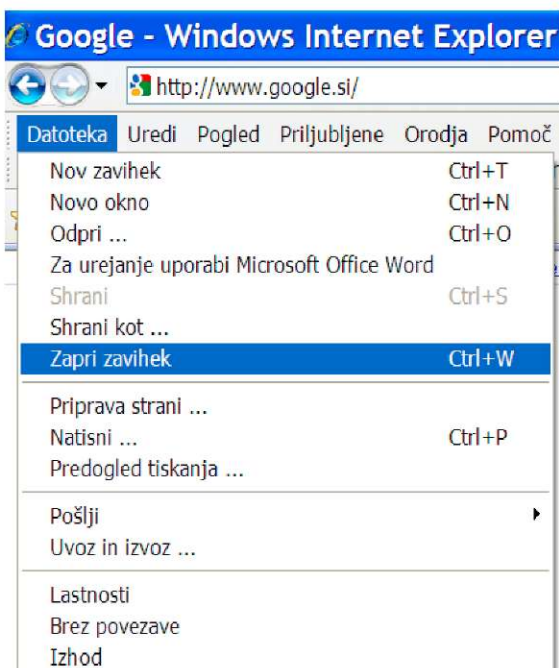 Google - Windows Internet Explorer
http://www.google.si/
Datoteka Uredi Pogled Priljubljene Orodja Pomoč
Nov zavihek Ctrl+T
Novo okno Ctrl+N
Odpri ... Ctrl+O
Za urejanje uporabi Microsoft Office Word
Shrani Ctrl+S
Shrani kot ...
Zapri zavihek Ctrl+W
Priprava strani ...
Natisni ... Ctrl+P
Predogled tiskanja ...
Pošlji
Uvoz in izvoz ...
Lastnosti
Brez povezave
Izhod